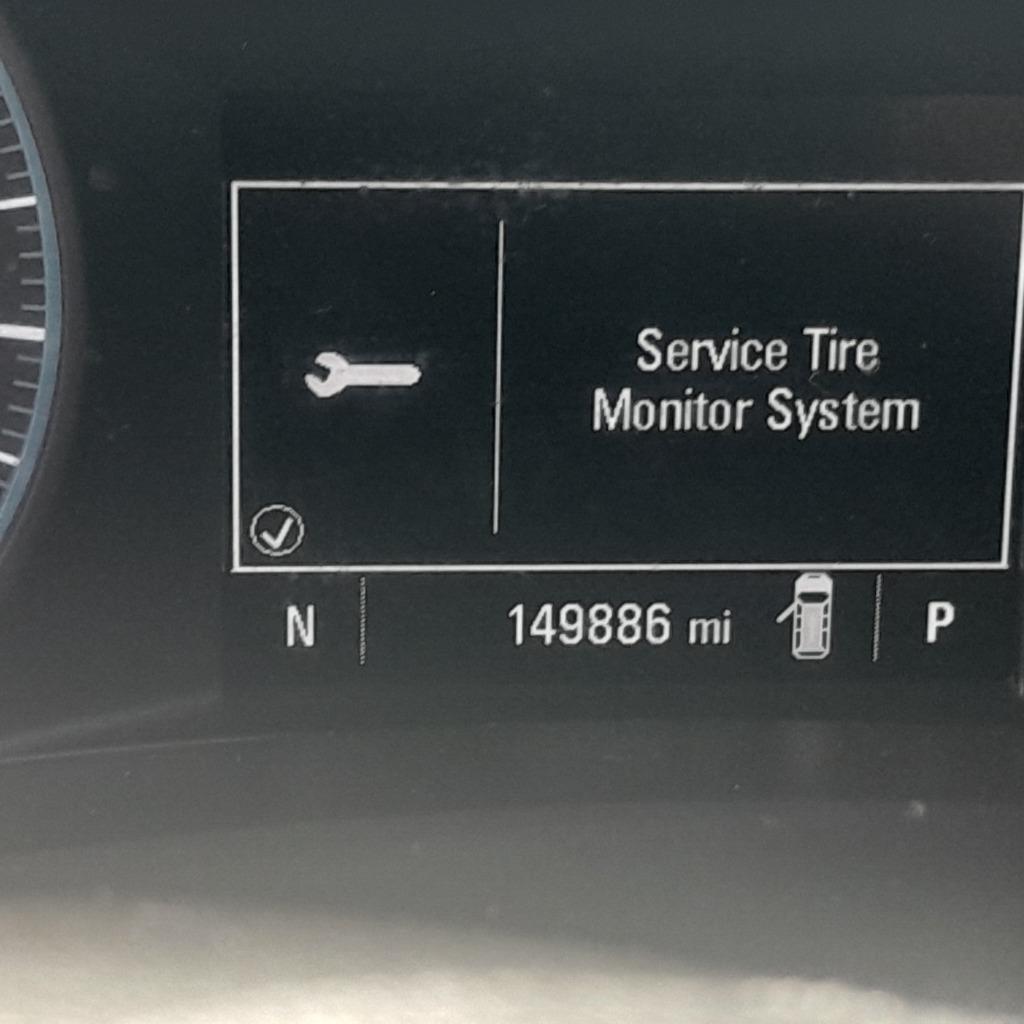 Service Tire
Monitor System
N 149886 mi P